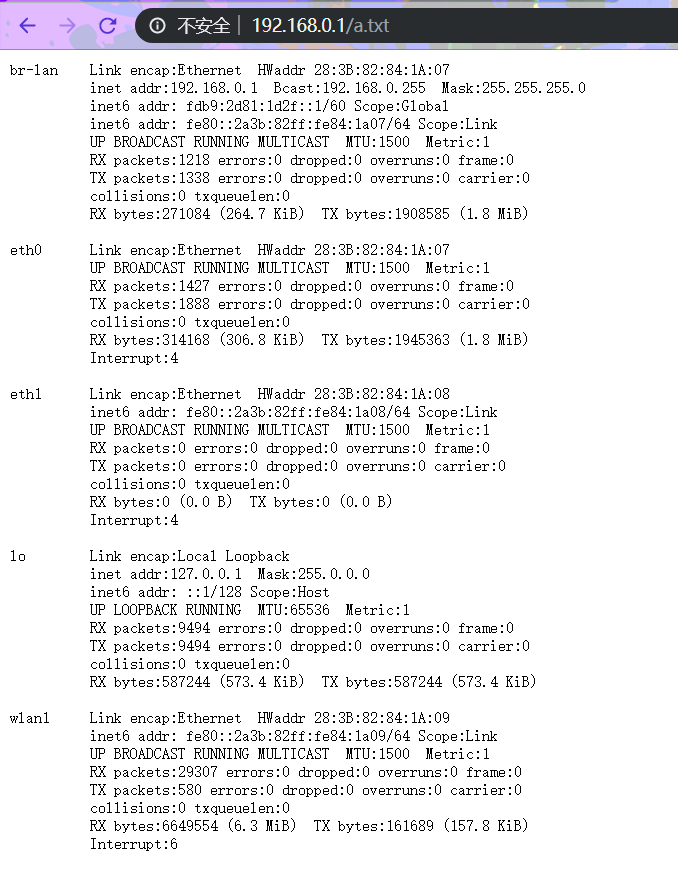 不安全 192.168.0.1/a.txt
br-lan    Link encap:Ethernet  HWaddr 28:3B:82:84:1A:07
          inet addr:192.168.0.1  Bcast:192.168.0.255  Mask:255.255.255.0
          inet6 addr: fdb9:2d81:1d2f::1/60 Scope:Global
          inet6 addr: fe80::2a3b:82ff:fe84:1a07/64 Scope:Link
          UP BROADCAST RUNNING MULTICAST  MTU:1500  Metric:1
          RX packets:1218 errors:0 dropped:0 overruns:0 frame:0
          TX packets:1338 errors:0 dropped:0 overruns:0 carrier:0
          collisions:0 txqueuelen:0
          RX bytes:271084 (264.7 KiB)  TX bytes:1908585 (1.8 MiB)

eth0      Link encap:Ethernet  HWaddr 28:3B:82:84:1A:07
          UP BROADCAST RUNNING MULTICAST  MTU:1500  Metric:1
          RX packets:1427 errors:0 dropped:0 overruns:0 frame:0
          TX packets:1888 errors:0 dropped:0 overruns:0 carrier:0
          collisions:0 txqueuelen:0
          RX bytes:314168 (306.8 KiB)  TX bytes:1945363 (1.8 MiB)
          Interrupt:4

eth1      Link encap:Ethernet  HWaddr 28:3B:82:84:1A:08
          inet6 addr: fe80::2a3b:82ff:fe84:1a08/64 Scope:Link
          UP BROADCAST RUNNING MULTICAST  MTU:1500  Metric:1
          RX packets:0 errors:0 dropped:0 overruns:0 frame:0
          TX packets:0 errors:0 dropped:0 overruns:0 carrier:0
          collisions:0 txqueuelen:0
          RX bytes:0 (0.0 B)  TX bytes:0 (0.0 B)
          Interrupt:4

lo        Link encap:Local Loopback
          inet addr:127.0.0.1  Mask:255.0.0.0
          inet6 addr: ::1/128 Scope:Host
          UP LOOPBACK RUNNING  MTU:65536  Metric:1
          RX packets:9494 errors:0 dropped:0 overruns:0 frame:0
          TX packets:9494 errors:0 dropped:0 overruns:0 carrier:0
          collisions:0 txqueuelen:0
          RX bytes:587244 (573.4 KiB)  TX bytes:587244 (573.4 KiB)

wlan1     Link encap:Ethernet  HWaddr 28:3B:82:84:1A:09
          inet6 addr: fe80::2a3b:82ff:fe84:1a09/64 Scope:Link
          UP BROADCAST RUNNING MULTICAST  MTU:1500  Metric:1
          RX packets:29307 errors:0 dropped:0 overruns:0 frame:0
          TX packets:580 errors:0 dropped:0 overruns:0 carrier:0
          collisions:0 txqueuelen:0
          RX bytes:6649554 (6.3 MiB)  TX bytes:161689 (157.8 KiB)
          Interrupt:6